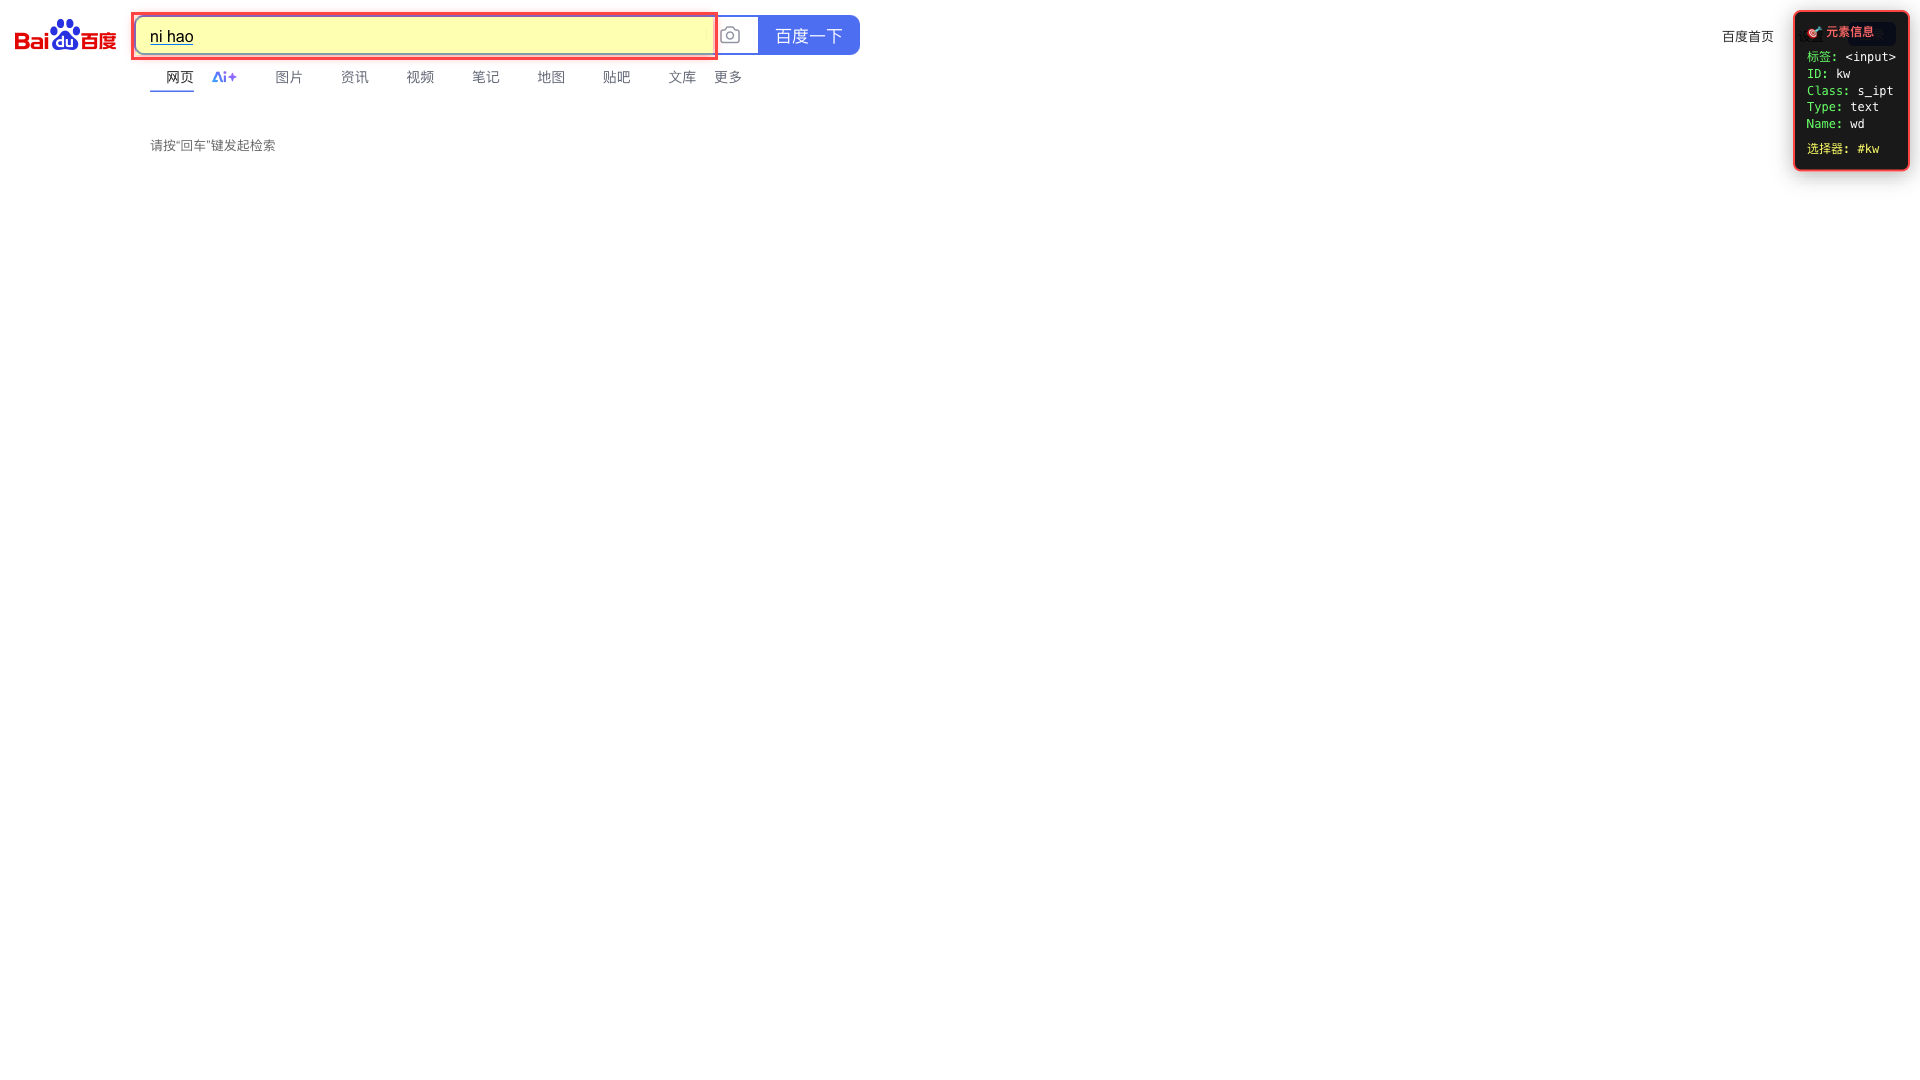 Bai du 百度
ni hao
百度一下
百度首页
网页 Ai+ 图片 资讯 视频 笔记 地图 贴吧 文库 更多
请按“回车”键发起检索
元素信息
标签: <input>
ID: kw
Class: s_ipt
Type: text
Name: wd
选择器: #kw